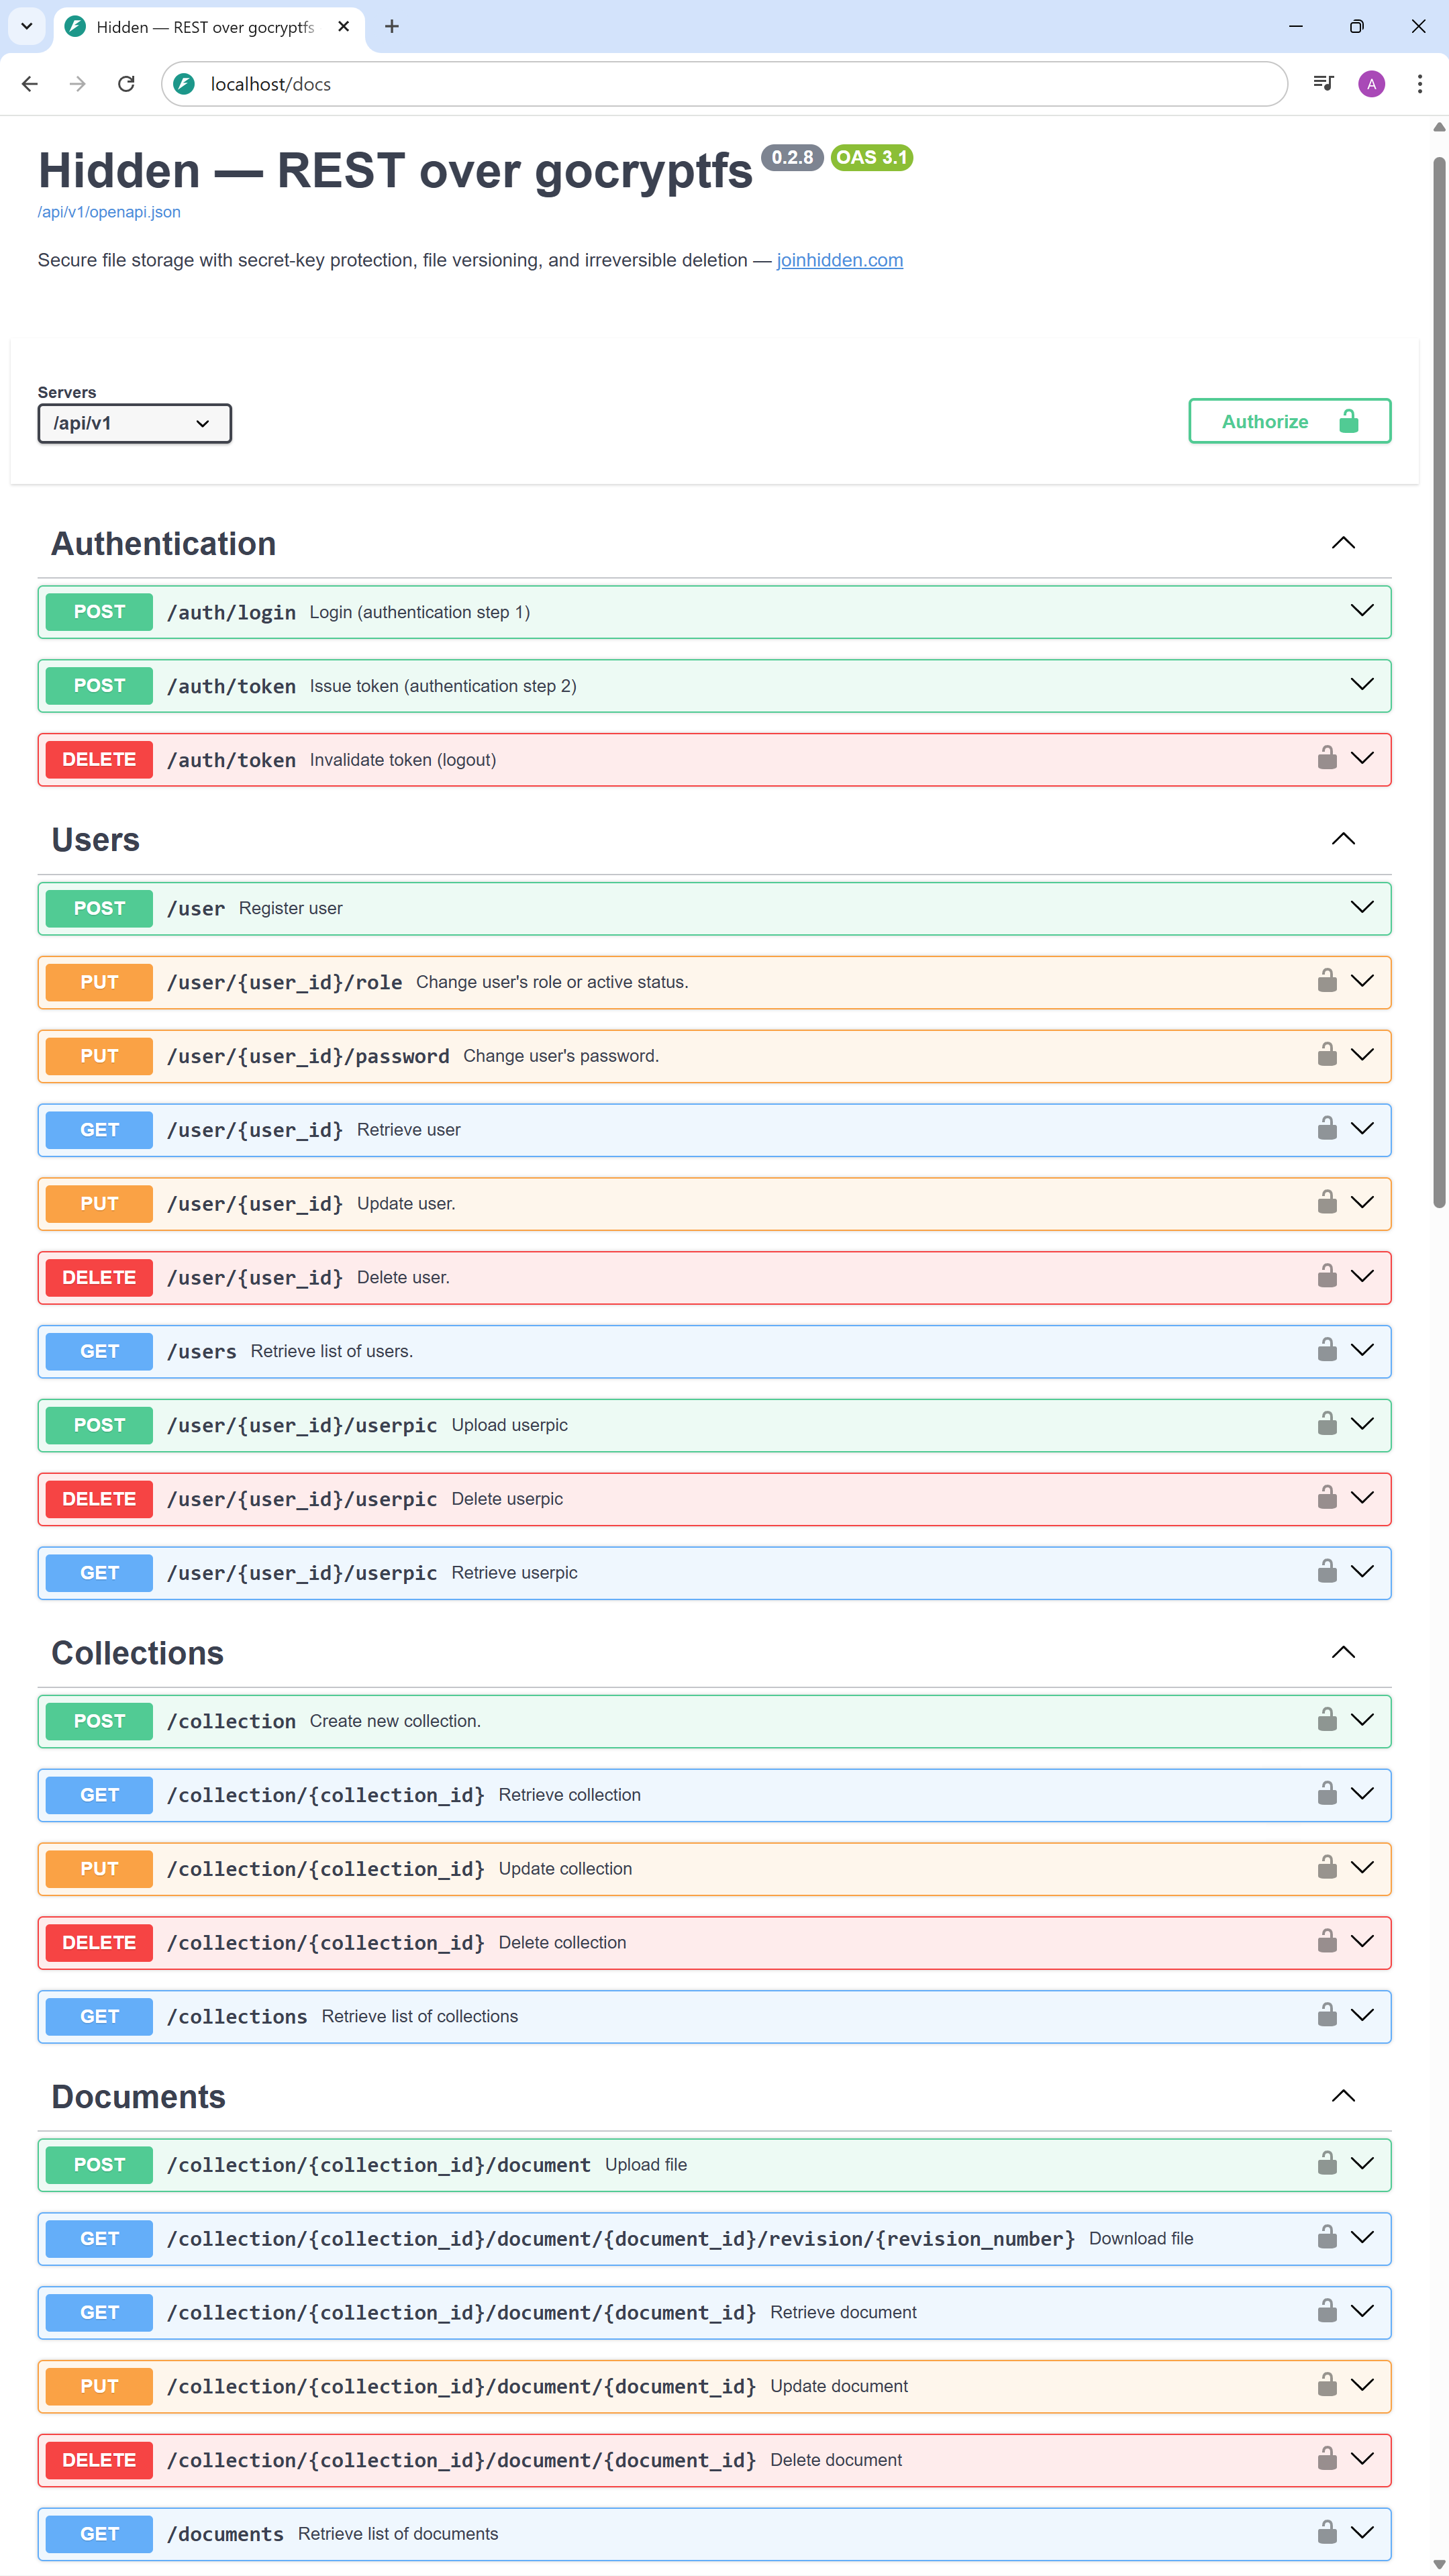 Hidden — REST over gocryptfs
localhost/docs
A
Hidden — REST over gocryptfs 0.2.8 OAS 3.1
/api/v1/openapi.json
Secure file storage with secret-key protection, file versioning, and irreversible deletion — joinhidden.com
Servers
/api/v1
Authorize
Authentication
POST /auth/login Login (authentication step 1)
POST /auth/token Issue token (authentication step 2)
DELETE /auth/token Invalidate token (logout)
Users
POST /user Register user
PUT /user/{user_id}/role Change user's role or active status.
PUT /user/{user_id}/password Change user's password.
GET /user/{user_id} Retrieve user
PUT /user/{user_id} Update user.
DELETE /user/{user_id} Delete user.
GET /users Retrieve list of users.
POST /user/{user_id}/userpic Upload userpic
DELETE /user/{user_id}/userpic Delete userpic
GET /user/{user_id}/userpic Retrieve userpic
Collections
POST /collection Create new collection.
GET /collection/{collection_id} Retrieve collection
PUT /collection/{collection_id} Update collection
DELETE /collection/{collection_id} Delete collection
GET /collections Retrieve list of collections
Documents
POST /collection/{collection_id}/document Upload file
GET /collection/{collection_id}/document/{document_id}/revision/{revision_number} Download file
GET /collection/{collection_id}/document/{document_id} Retrieve document
PUT /collection/{collection_id}/document/{document_id} Update document
DELETE /collection/{collection_id}/document/{document_id} Delete document
GET /documents Retrieve list of documents